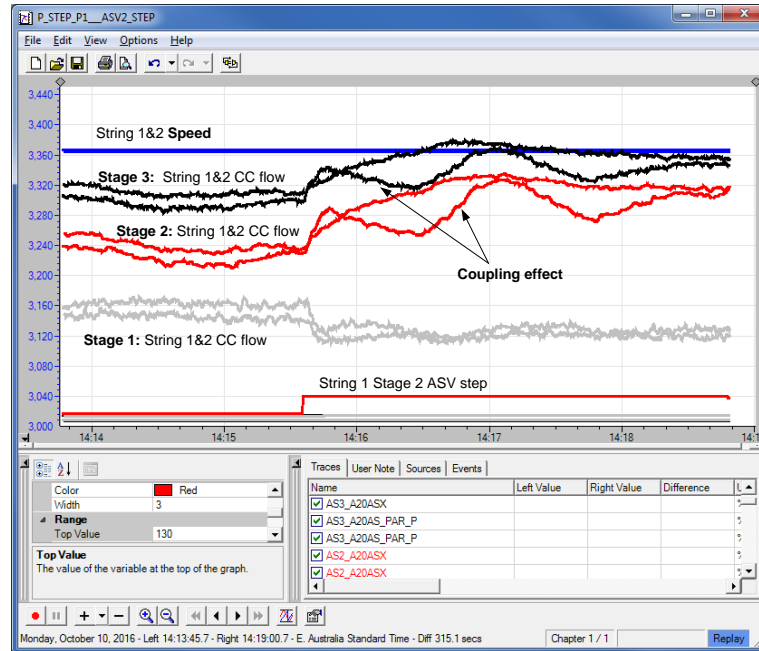 P_STEP_P1___ASV2_STEP
File Edit View Options Help
3,440
3,400
3,360
3,320
3,280
3,240
3,200
3,160
3,120
3,080
3,040
3,000
String 1&2 Speed
Stage 3: String 1&2 CC flow
Stage 2: String 1&2 CC flow
Coupling effect
Stage 1: String 1&2 CC flow
String 1 Stage 2 ASV step
14:14 14:15 14:16 14:17 14:18 14:1
Color Red
Width 3
Range
Top Value 130
Top Value
The value of the variable at the top of the graph.
Traces User Note Sources Events
Name Left Value Right Value Difference
AS3_A20ASX
AS3_A20AS_PAR_P
AS3_A20AS_PAR_P
AS2_A20ASX
AS2_A20ASX
Monday, October 10, 2016 - Left 14:13:45.7 - Right 14:19:00.7 - E. Australia Standard Time - Diff 315.1 secs
Chapter 1 / 1
Replay